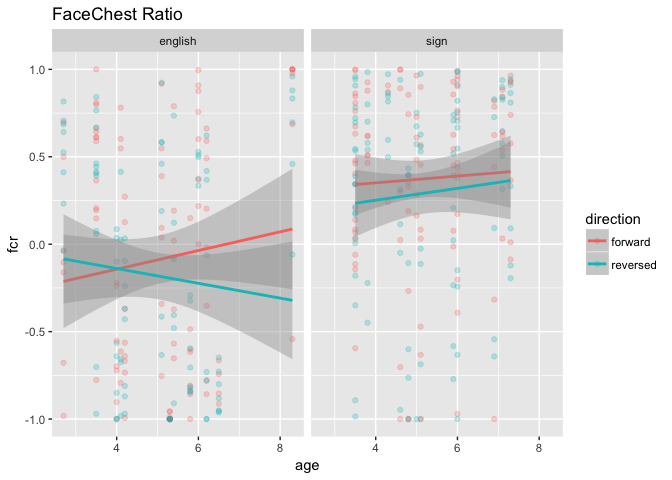 FaceChest Ratio
english
sign
1.0
0.5
0.0
-0.5
-1.0
fcr
4
6
8
4
6
8
age
direction
forward
reversed